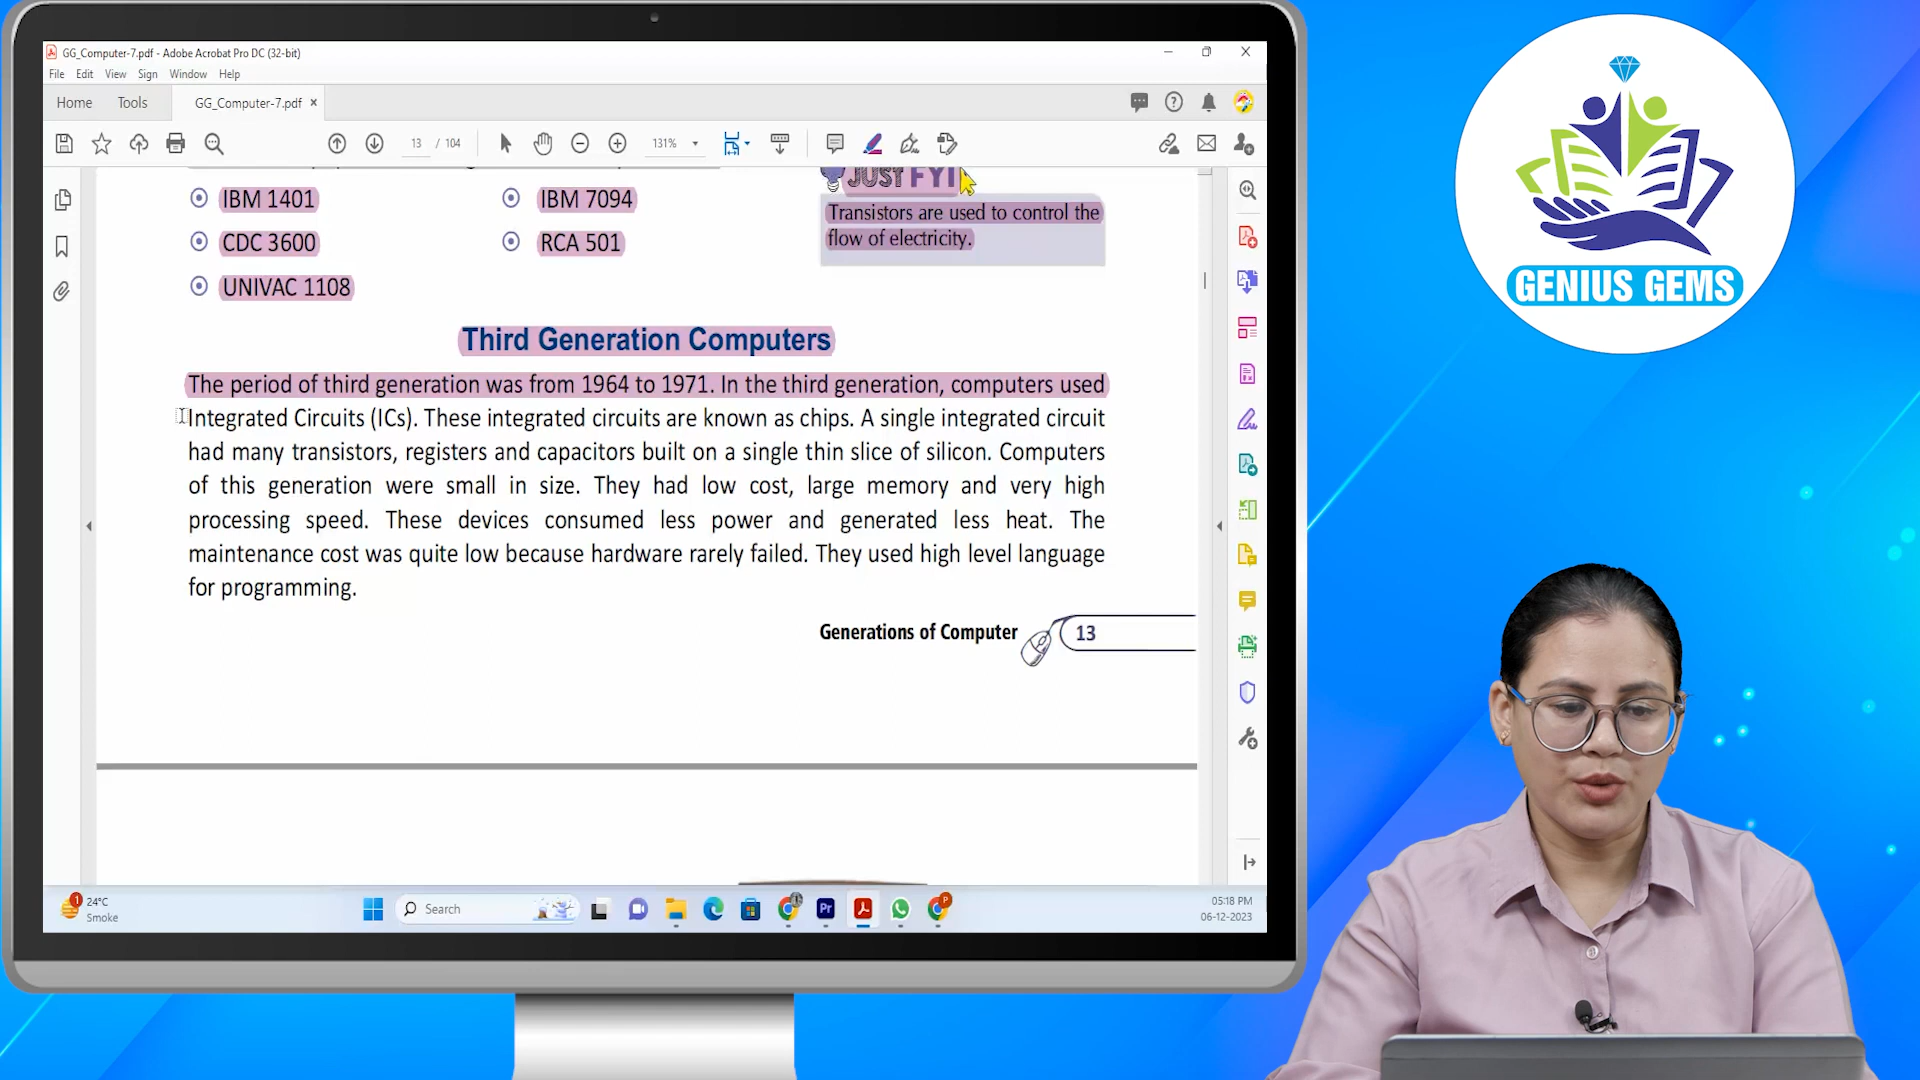 GG_Computer-7.pdf - Adobe Acrobat Pro DC (32-bit)
File Edit View Sign Window Help
Home Tools GG_Computer-7.pdf ×
13 / 104 131%
JUST FYI
IBM 1401 IBM 7094
Transistors are used to control the
flow of electricity.
CDC 3600 RCA 501
UNIVAC 1108
Third Generation Computers
The period of third generation was from 1964 to 1971. In the third generation, computers used
Integrated Circuits (ICs). These integrated circuits are known as chips. A single integrated circuit
had many transistors, registers and capacitors built on a single thin slice of silicon. Computers
of this generation were small in size. They had low cost, large memory and very high
processing speed. These devices consumed less power and generated less heat. The
maintenance cost was quite low because hardware rarely failed. They used high level language
for programming.
Generations of Computer 13
1 24°C
Smoke
Search
Pr
P
05:18 PM
06-12-2023
GENIUS GEMS